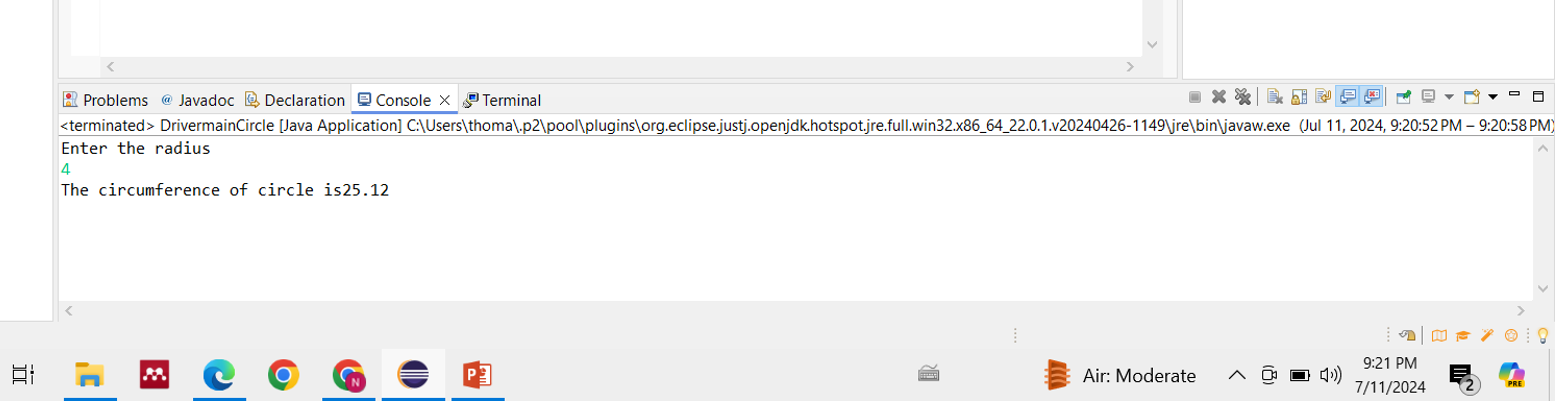 Problems @ Javadoc Declaration Console Terminal
<terminated> DrivermainCircle [Java Application] C:\Users\thoma\.p2\pool\plugins\org.eclipse.justj.openjdk.hotspot.jre.full.win32.x86_64_22.0.1.v20240426-1149\jre\bin\javaw.exe (Jul 11, 2024, 9:20:52 PM – 9:20:58 PM)
Enter the radius
4
The circumference of circle is25.12
Air: Moderate
9:21 PM
7/11/2024
2
PRE
N
P